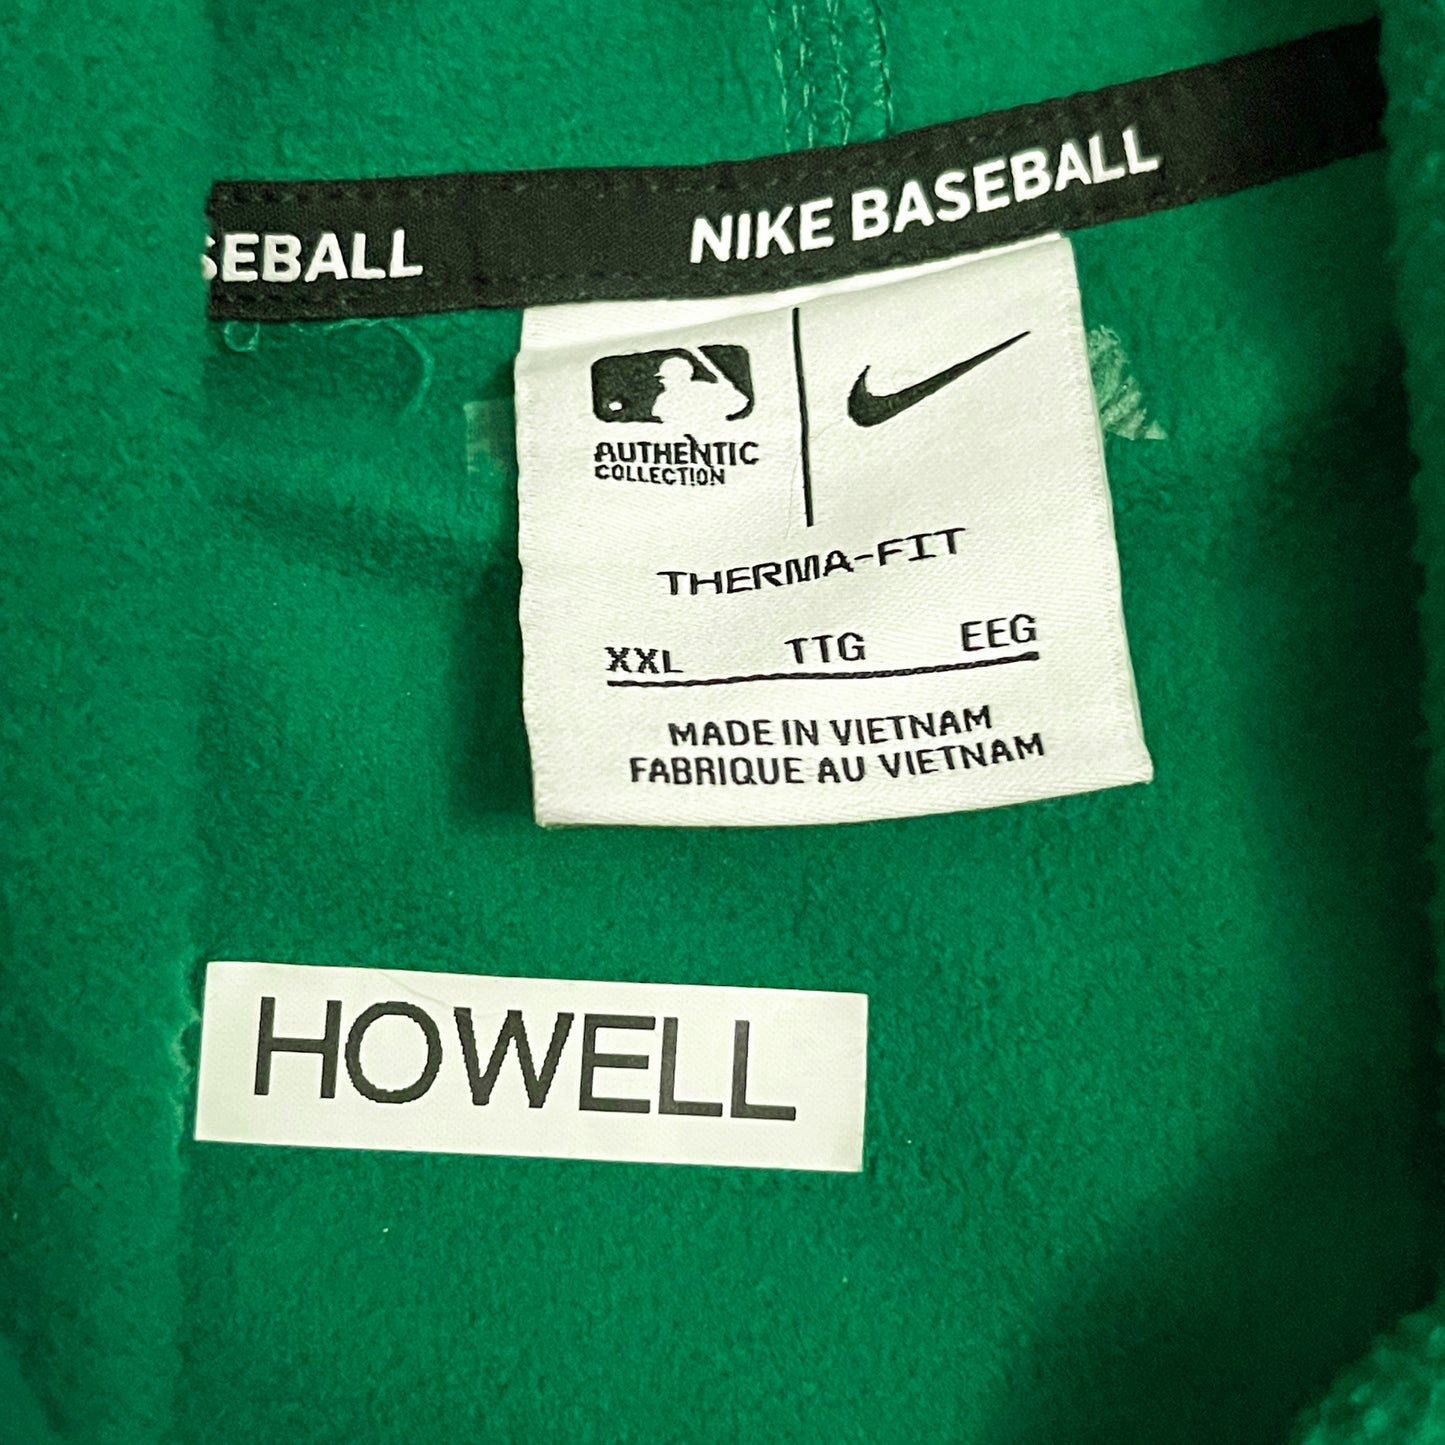 SEBALL
NIKE BASEBALL
AUTHENTIC
COLLECTION
THERMA-FIT
XXL TTG EEG
MADE IN VIETNAM
FABRIQUE AU VIETNAM
HOWELL